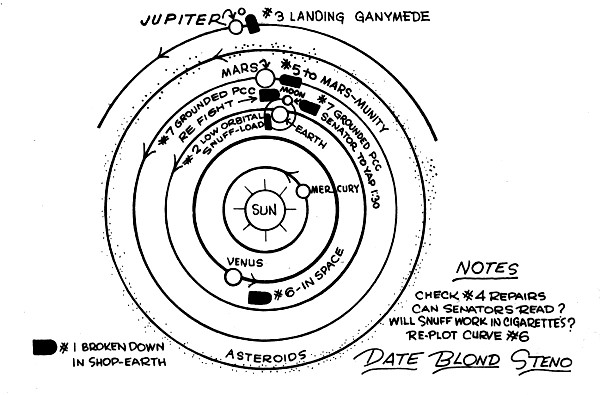 JUPITER
#3 LANDING GANYMEDE
MARS
#5 TO MARS-MUNITY
MOON
#7 GROUNDED PCC
RE FIGHT
#7 GROUNDED PCC
SENATOR TO YAP 1:30
#2 LOW ORBITAL
SNUFF-LOAD
EARTH
MERCURY
SUN
VENUS
#6-IN SPACE
ASTEROIDS
#1 BROKEN DOWN
IN SHOP-EARTH
NOTES
CHECK #4 REPAIRS
CAN SENATORS READ?
WILL SNUFF WORK IN CIGARETTES?
RE-PLOT CURVE #6
DATE BLOND STENO